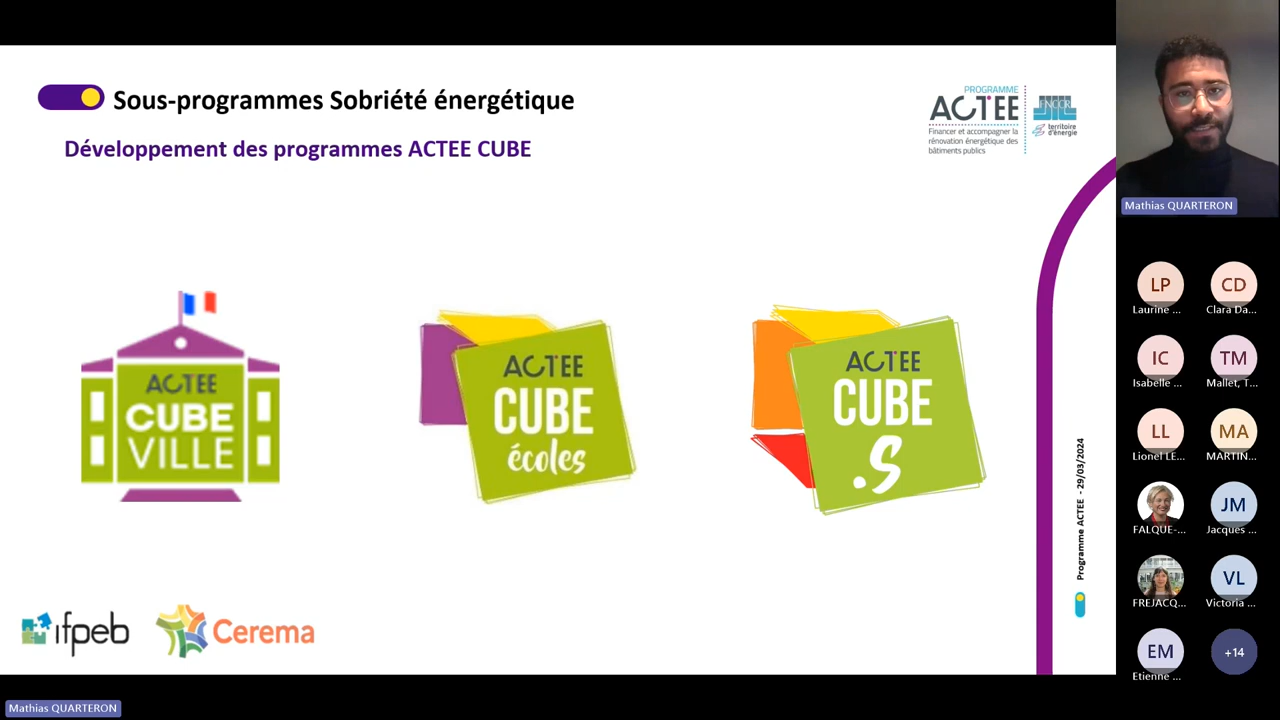 Sous-programmes Sobriété énergétique
Développement des programmes ACTEE CUBE
PROGRAMME
ACTEE
Financer et accompagner la
rénovation énergétique des
bâtiments publics
FNCCR
territoire
d'énergie
ACTEE
CUBE
VILLE
ACTEE
CUBE
écoles
ACTEE
CUBE
.S
Programme ACTEE - 29/03/2024
ifpeb
Cerema
Mathias QUARTERON
Mathias QUARTERON
LP
Laurine ...
CD
Clara Da...
IC
Isabelle ...
TM
Mallet, T...
LL
Lionel LE...
MA
MARTIN...
FALQUE-...
JM
Jacques ...
FREJACQ...
VL
Victoria ...
EM
Etienne ...
+14